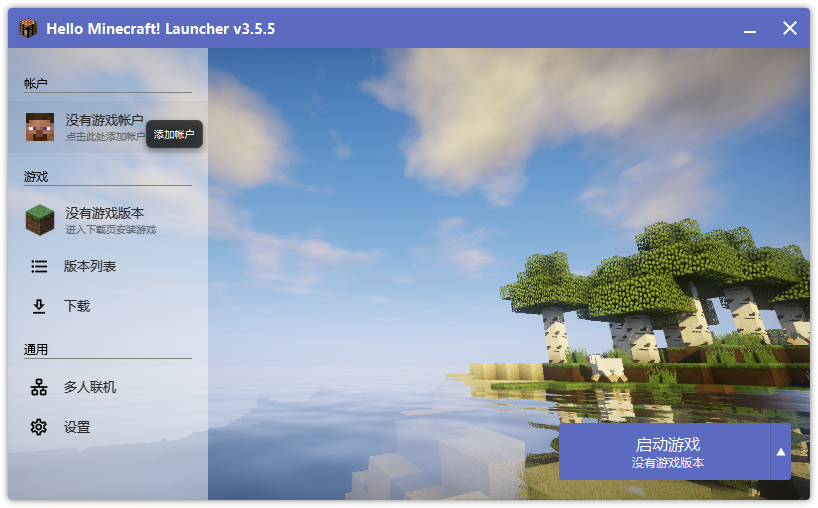 Hello Minecraft! Launcher v3.5.5
帐户
没有游戏帐户
点击此处添加帐户
添加帐户
游戏
没有游戏版本
进入下载页安装游戏
版本列表
下载
通用
多人联机
设置
启动游戏
没有游戏版本